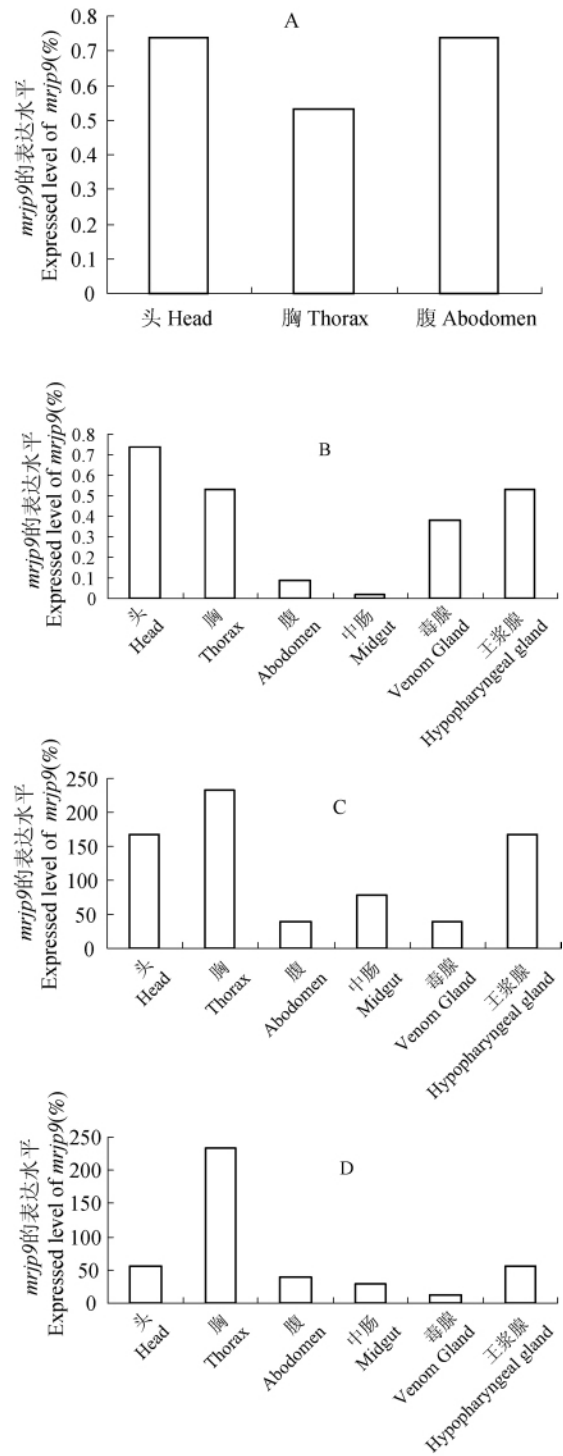 A
mrjp9的表达水平
Expressed level of mrjp9(%)
0.8
0.7
0.6
0.5
0.4
0.3
0.2
0.1
0
头 Head
胸 Thorax
腹 Abodomen
B
mrjp9的表达水平
Expressed level of mrjp9(%)
0.8
0.7
0.6
0.5
0.4
0.3
0.2
0.1
0
头
Head
胸
Thorax
腹
Abodomen
中肠
Midgut
毒腺
Venom Gland
王浆腺
Hypopharyngeal gland
C
mrjp9的表达水平
Expressed level of mrjp9(%)
250
200
150
100
50
0
头
Head
胸
Thorax
腹
Abodomen
中肠
Midgut
毒腺
Venom Gland
王浆腺
Hypopharyngeal gland
D
mrjp9的表达水平
Expressed level of mrjp9(%)
250
200
150
100
50
0
头
Head
胸
Thorax
腹
Abodomen
中肠
Midgut
毒腺
Venom Gland
王浆腺
Hypopharyngeal gland